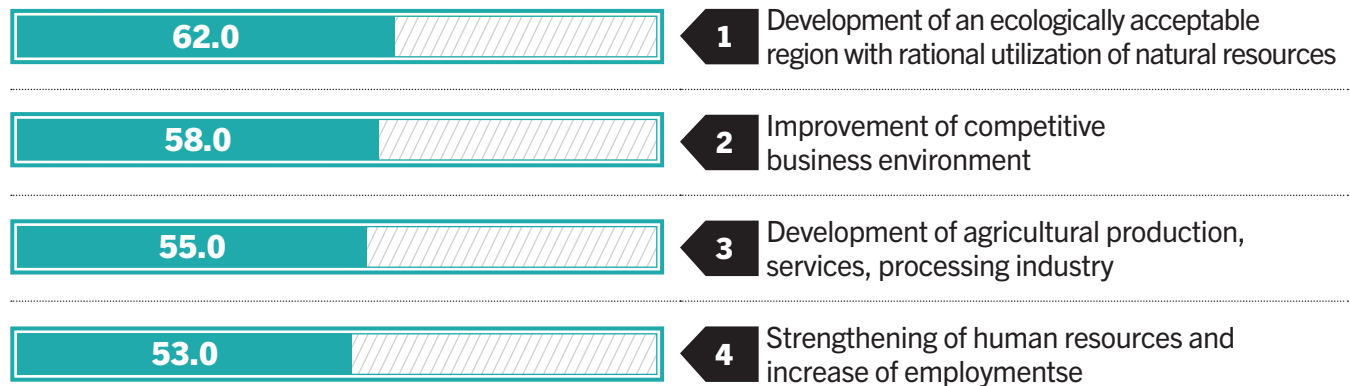 62.0
1
Development of an ecologically acceptable
region with rational utilization of natural resources
58.0
2
Improvement of competitive
business environment
55.0
3
Development of agricultural production,
services, processing industry
53.0
4
Strengthening of human resources and
increase of employmentse